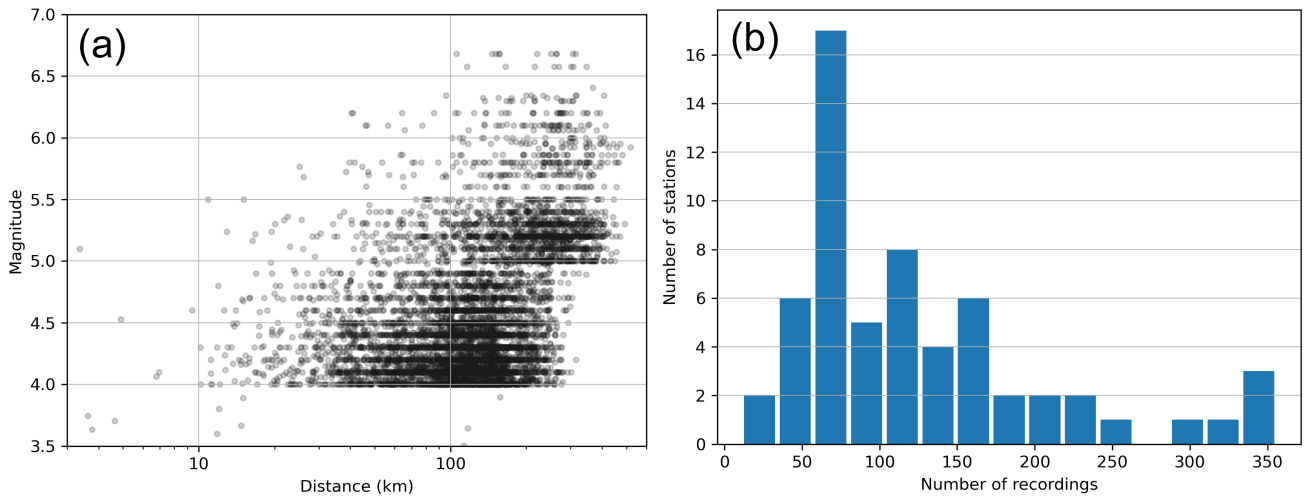 (a)
Magnitude
7.0
6.5
6.0
5.5
5.0
4.5
4.0
3.5
10
100
Distance (km)
(b)
Number of stations
16
14
12
10
8
6
4
2
0
0 50 100 150 200 250 300 350
Number of recordings